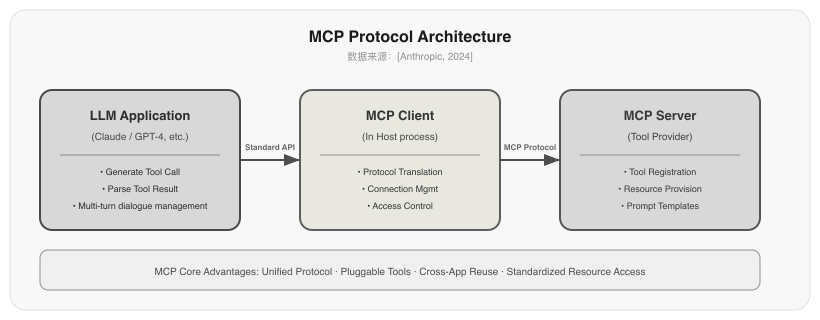 MCP Protocol Architecture
数据来源：[Anthropic, 2024]
LLM Application
(Claude / GPT-4, etc.)
• Generate Tool Call
• Parse Tool Result
• Multi-turn dialogue management
Standard API
MCP Client
(In Host process)
• Protocol Translation
• Connection Mgmt
• Access Control
MCP Protocol
MCP Server
(Tool Provider)
• Tool Registration
• Resource Provision
• Prompt Templates
MCP Core Advantages: Unified Protocol · Pluggable Tools · Cross-App Reuse · Standardized Resource Access